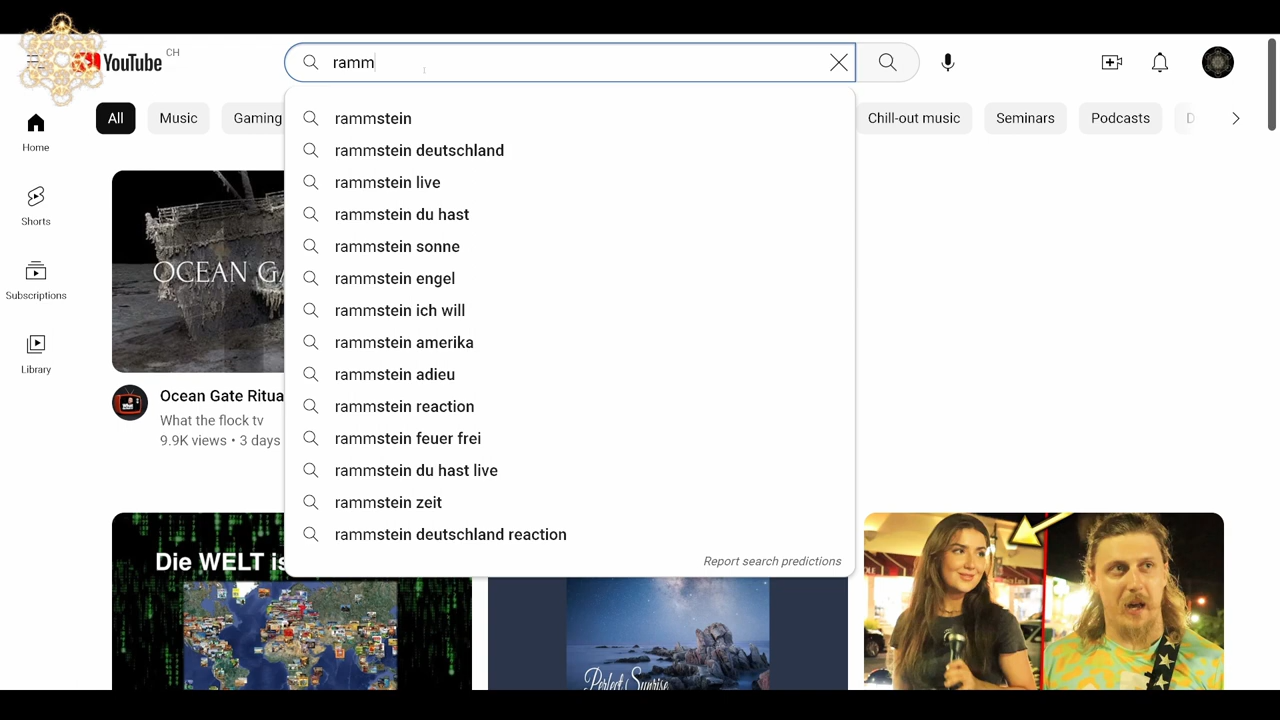 YouTube CH
ramm
All
Music
Gaming
Chill-out music
Seminars
Podcasts
Home
Shorts
Subscriptions
Library
rammstein
rammstein deutschland
rammstein live
rammstein du hast
rammstein sonne
rammstein engel
rammstein ich will
rammstein amerika
rammstein adieu
rammstein reaction
rammstein feuer frei
rammstein du hast live
rammstein zeit
rammstein deutschland reaction
Report search predictions
OCEAN GA
Ocean Gate Ritua
What the flock tv
9.9K views • 3 days
Die WELT is
Perfect Sunrise